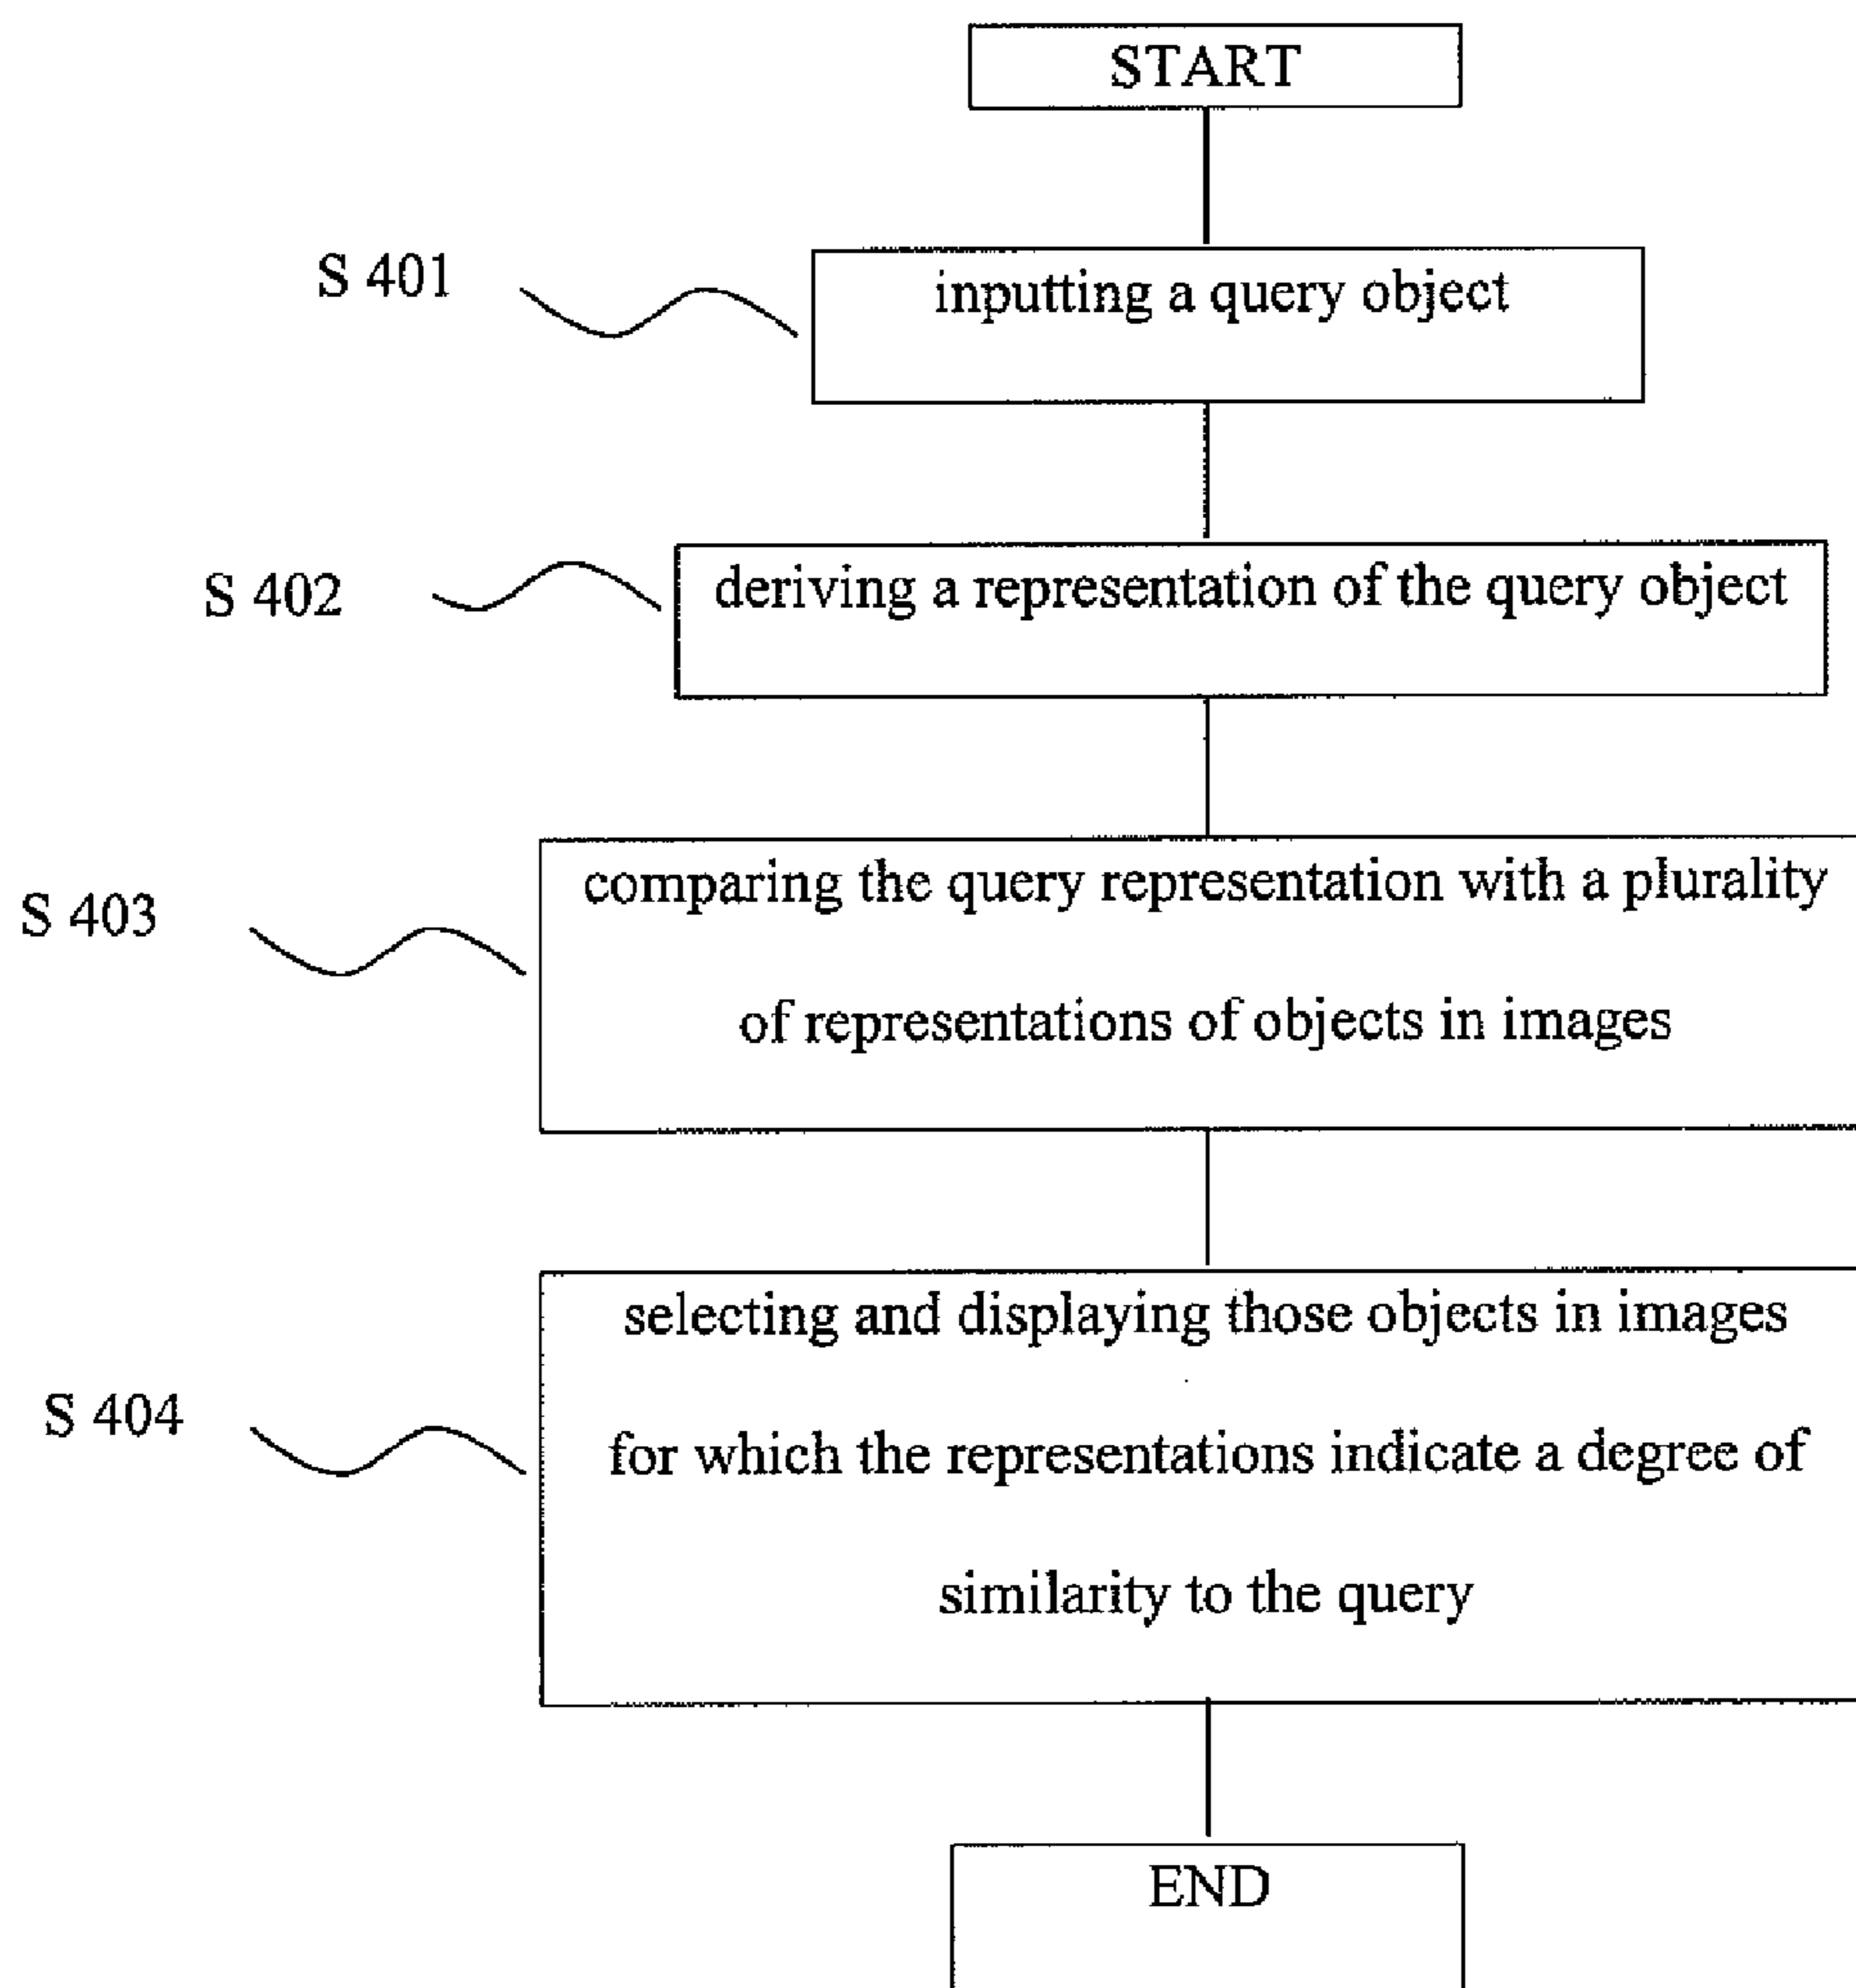 START
S 401
inputting a query object
S 402
deriving a representation of the query object
S 403
comparing the query representation with a plurality
of representations of objects in images
S 404
selecting and displaying those objects in images
for which the representations indicate a degree of
similarity to the query
END